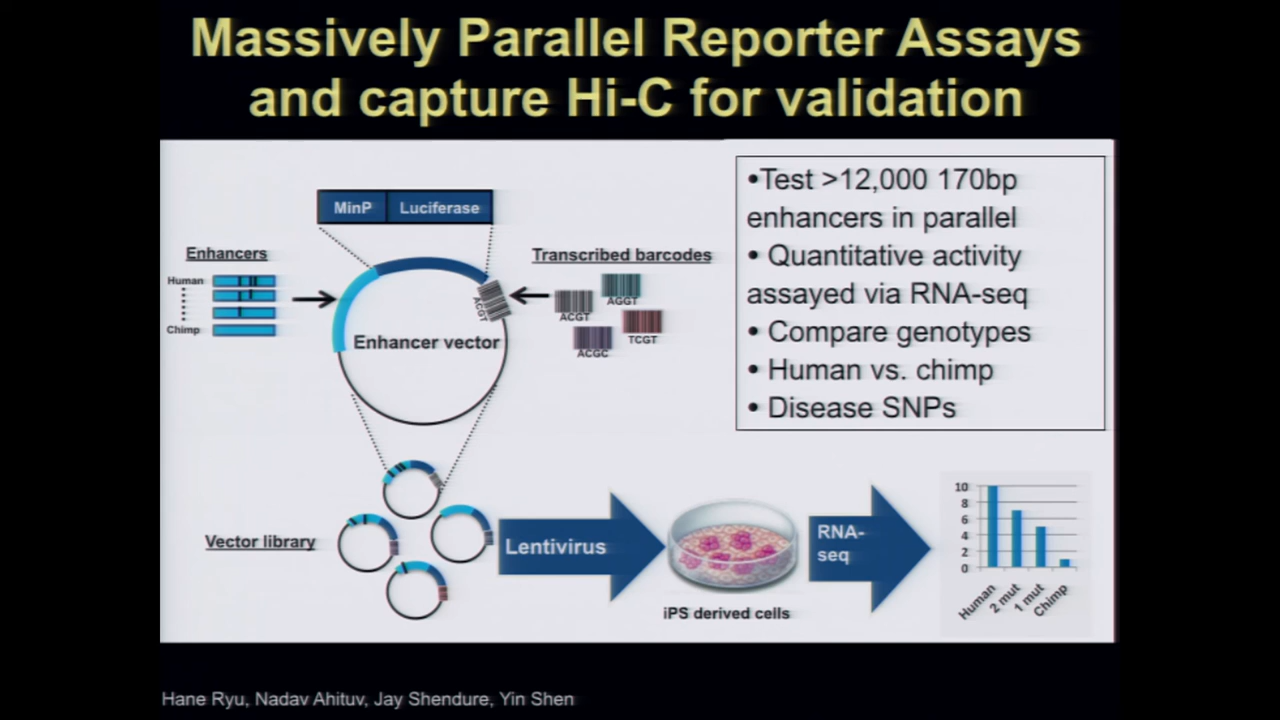 Massively Parallel Reporter Assays
and capture Hi-C for validation
MinP Luciferase
Enhancers
Human
Chimp
Enhancer vector
ACGT
Transcribed barcodes
AGGT
ACGT
TCGT
ACGC
•Test >12,000 170bp
enhancers in parallel
• Quantitative activity
assayed via RNA-seq
• Compare genotypes
• Human vs. chimp
• Disease SNPs
Vector library
Lentivirus
iPS derived cells
RNA-
seq
10
8
6
4
2
0
Human
2 mut
1 mut
Chimp
Hane Ryu, Nadav Ahituv, Jay Shendure, Yin Shen